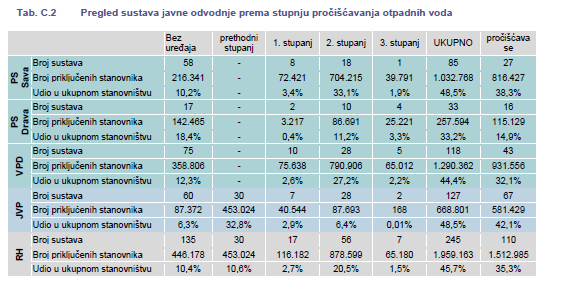 Tab. C.2 Pregled sustava javne odvodnje prema stupnju pročišćavanja otpadnih voda
Bez uređaja prethodni stupanj 1. stupanj 2. stupanj 3. stupanj UKUPNO pročišćava se
PS Sava
Broj sustava 58 - 8 18 1 85 27
Broj priključenih stanovnika 216.341 - 72.421 704.215 39.791 1.032.768 816.427
Udio u ukupnom stanovništvu 10,2% - 3,4% 33,1% 1,9% 48,5% 38,3%
PS Drava
Broj sustava 17 - 2 10 4 33 16
Broj priključenih stanovnika 142.465 - 3.217 86.691 25.221 257.594 115.129
Udio u ukupnom stanovništvu 18,4% - 0,4% 11,2% 3,3% 33,2% 14,9%
VPD
Broj sustava 75 - 10 28 5 118 43
Broj priključenih stanovnika 358.806 - 75.638 790.906 65.012 1.290.362 931.556
Udio u ukupnom stanovništvu 12,3% - 2,6% 27,2% 2,2% 44,4% 32,1%
JVP
Broj sustava 60 30 7 28 2 127 67
Broj priključenih stanovnika 87.372 453.024 40.544 87.693 168 668.801 581.429
Udio u ukupnom stanovništvu 6,3% 32,8% 2,9% 6,4% 0,01% 48,5% 42,1%
RH
Broj sustava 135 30 17 56 7 245 110
Broj priključenih stanovnika 446.178 453.024 116.182 878.599 65.180 1.959.163 1.512.985
Udio u ukupnom stanovništvu 10,4% 10,6% 2,7% 20,5% 1,5% 45,7% 35,3%